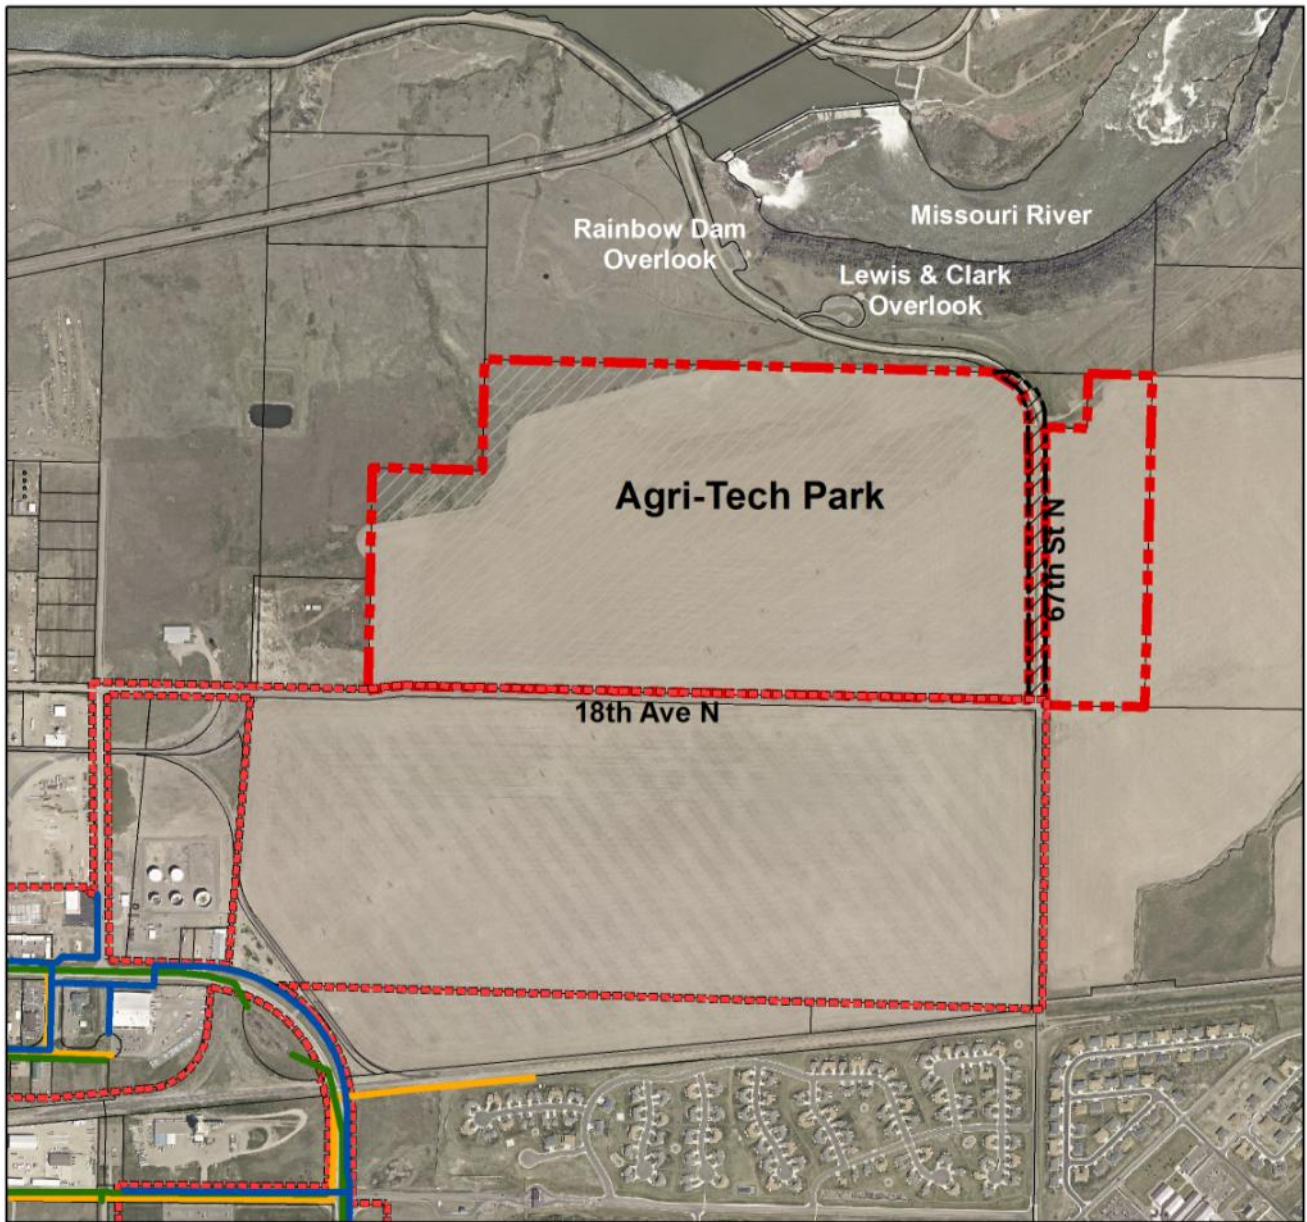 Missouri River
Rainbow Dam
Overlook
Lewis & Clark
Overlook
Agri-Tech Park
67th St N
18th Ave N